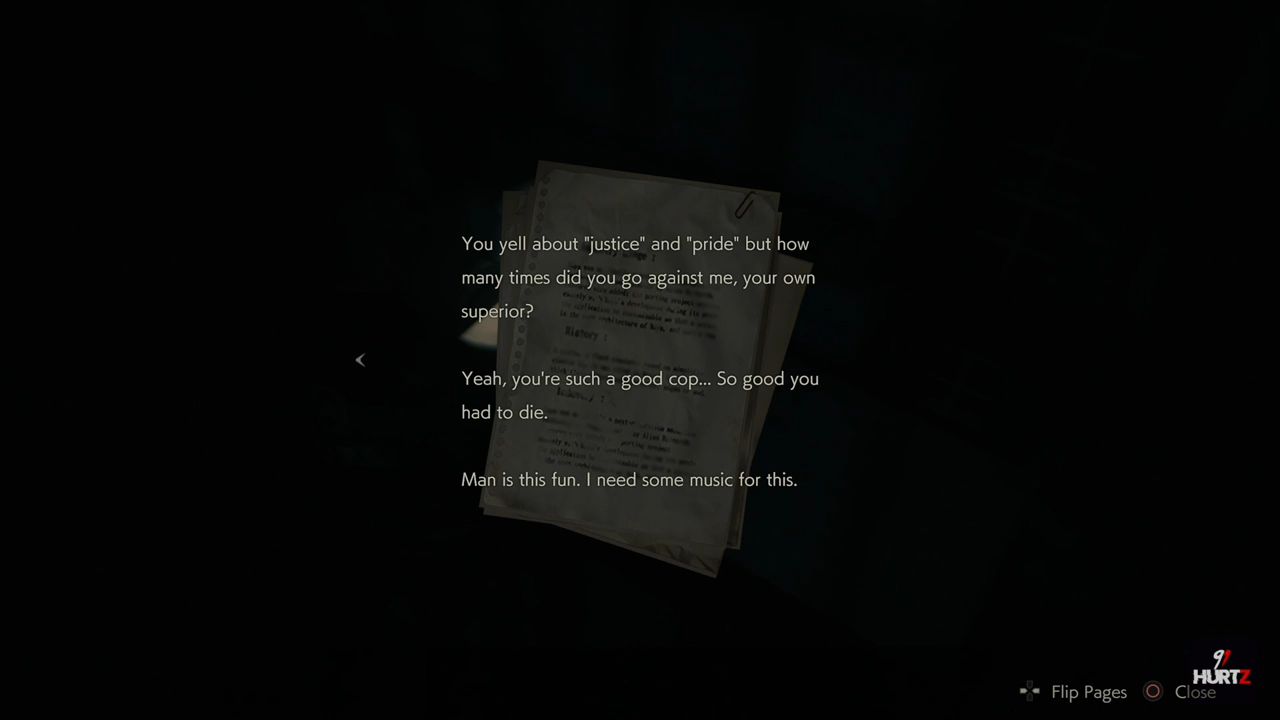 You yell about "justice" and "pride" but how
many times did you go against me, your own
superior?
Yeah, you're such a good cop... So good you
had to die.
Man is this fun. I need some music for this.
History :
Flip Pages
Close
91
HURTZ